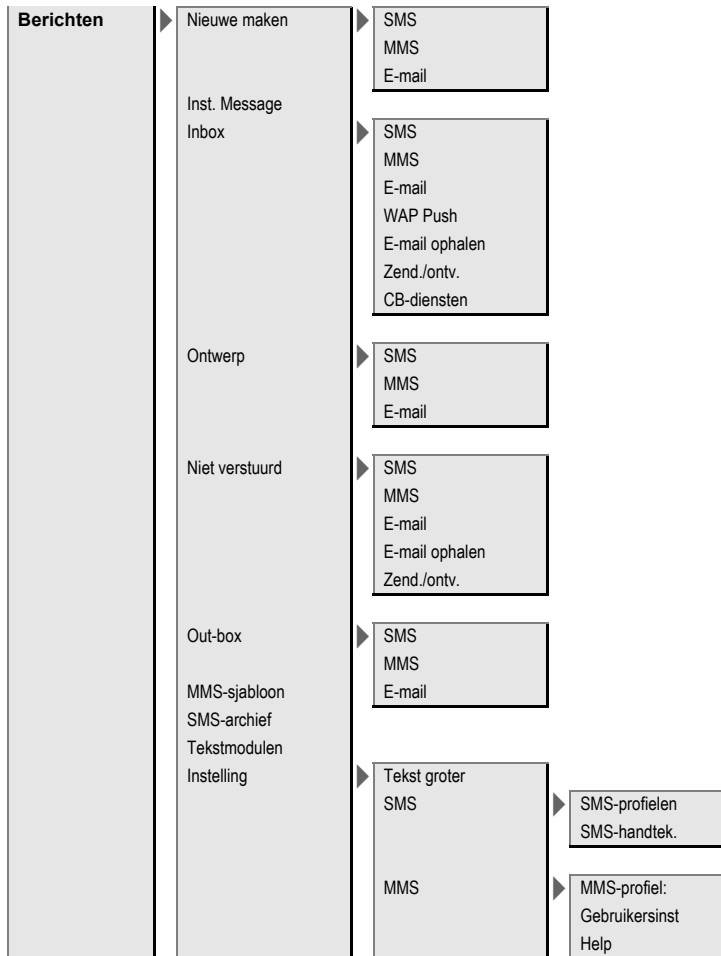 Berichten
Nieuwe maken
SMS
MMS
E-mail
Inst. Message
Inbox
SMS
MMS
E-mail
WAP Push
E-mail ophalen
Zend./ontv.
CB-diensten
Ontwerp
SMS
MMS
E-mail
Niet verstuurd
SMS
MMS
E-mail
E-mail ophalen
Zend./ontv.
Out-box
SMS
MMS
E-mail
MMS-sjabloon
SMS-archief
Tekstmodulen
Instelling
Tekst groter
SMS
SMS-profielen
SMS-handtek.
MMS
MMS-profiel:
Gebruikersinst
Help